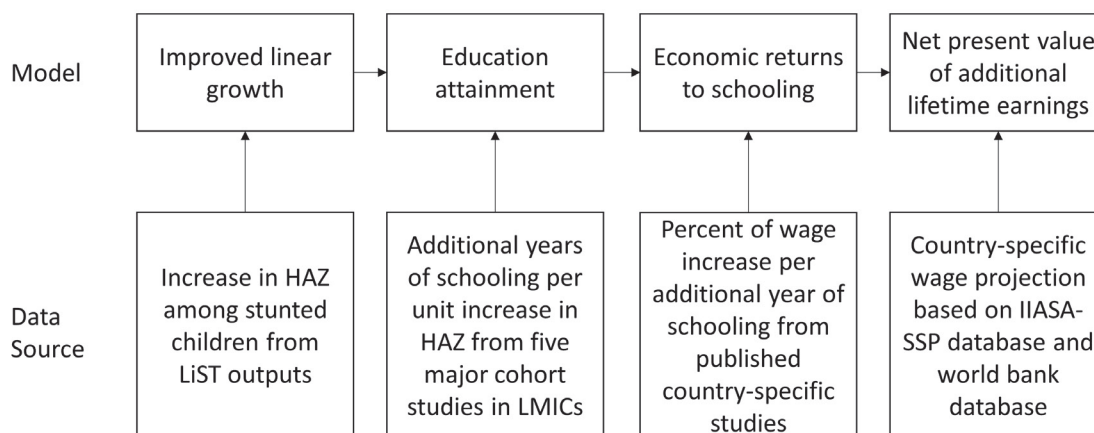 Model
Improved linear
growth
Education
attainment
Economic returns
to schooling
Net present value
of additional
lifetime earnings
Data
Source
Increase in HAZ
among stunted
children from
LiST outputs
Additional years
of schooling per
unit increase in
HAZ from five
major cohort
studies in LMICs
Percent of wage
increase per
additional year of
schooling from
published
country-specific
studies
Country-specific
wage projection
based on IIASA-
SSP database and
world bank
database